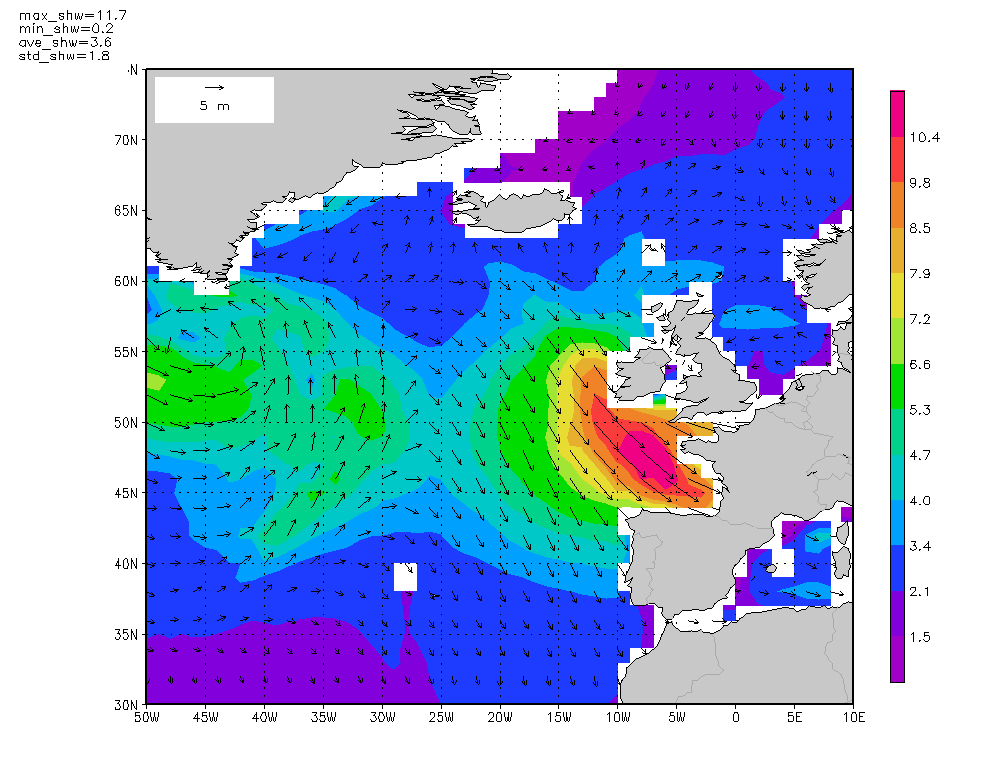 max_shw=11.7
min_shw=0.2
ave_shw=3.6
std_shw=1.8
N
5 m
70N
65N
60N
55N
50N
45N
40N
35N
30N
50W 45W 40W 35W 30W 25W 20W 15W 10W 5W 0 5E 10E
10.4
9.8
8.5
7.9
7.2
6.6
5.3
4.7
4.0
3.4
2.1
1.5